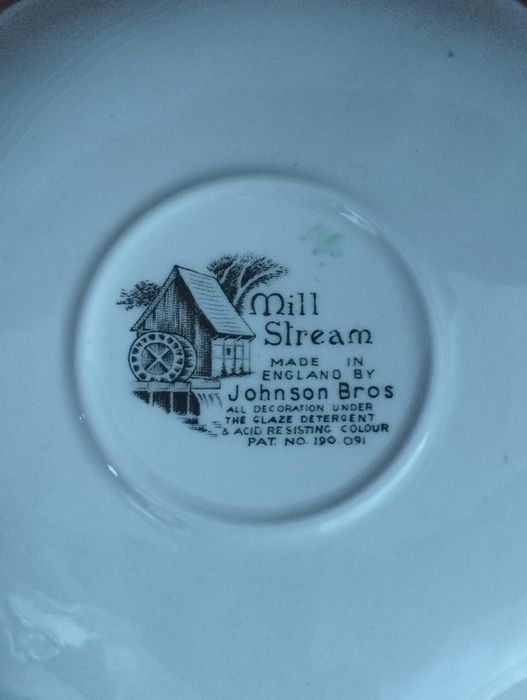 Mill
Stream
MADE IN
ENGLAND BY
Johnson Bros
ALL DECORATION UNDER
THE GLAZE DETERGENT
& ACID RESISTING COLOUR
PAT. NO. 190.091